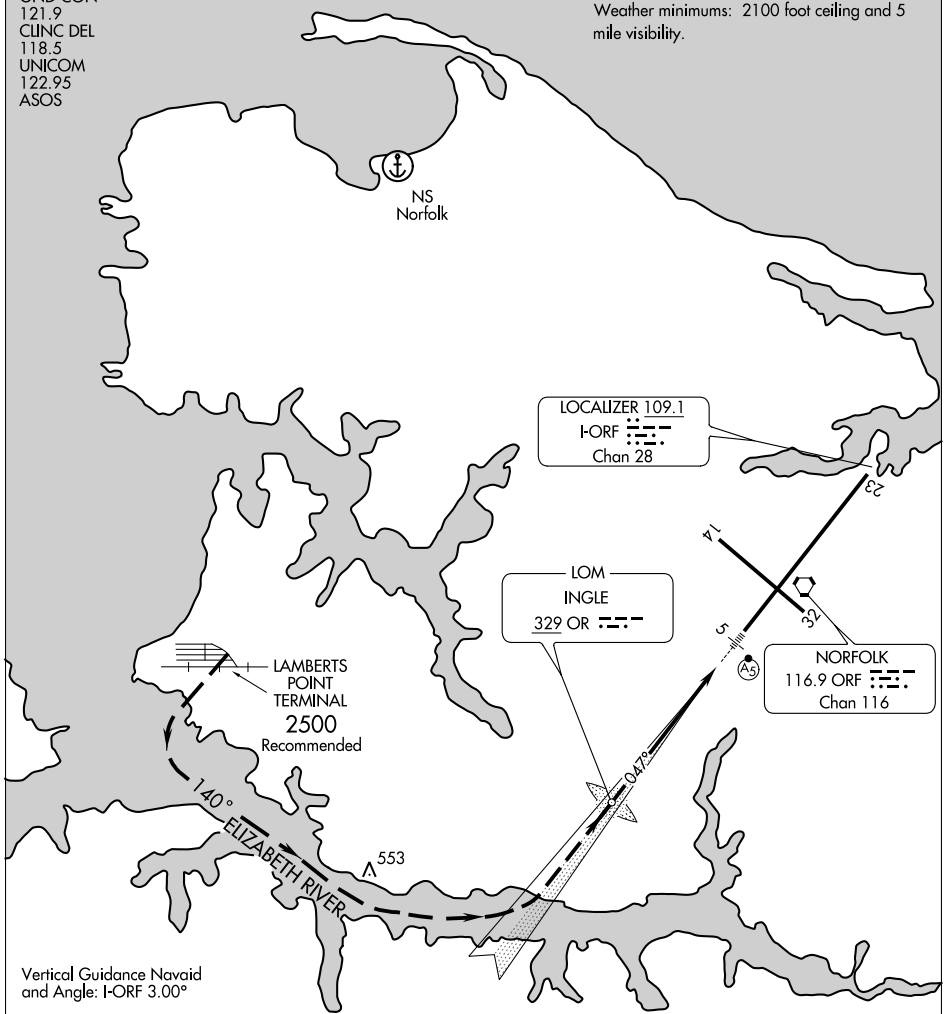 121.9
CLINC DEL
118.5
UNICOM
122.95
ASOS
Weather minimums: 2100 foot ceiling and 5
mile visibility.
NS
Norfolk
LOCALIZER 109.1
I-ORF
Chan 28
23
14
LOM
INGLE
329 OR
32
5
A5
NORFOLK
116.9 ORF
Chan 116
LAMBERTS
POINT
TERMINAL
2500
Recommended
047°
140°
ELIZABETH RIVER
553
Vertical Guidance Navaid
and Angle: I-ORF 3.00°